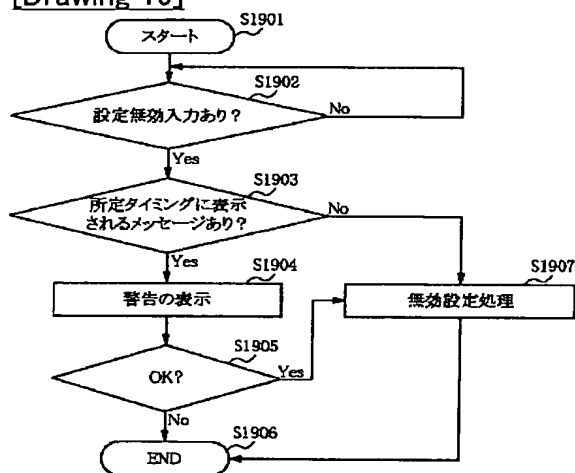 S1901
スタート
S1902
設定無効入力あり?
No
Yes
S1903
所定タイミングに表示
されるメッセージあり?
No
Yes
S1904
警告の表示
S1907
無効設定処理
S1905
OK?
Yes
No
S1906
END